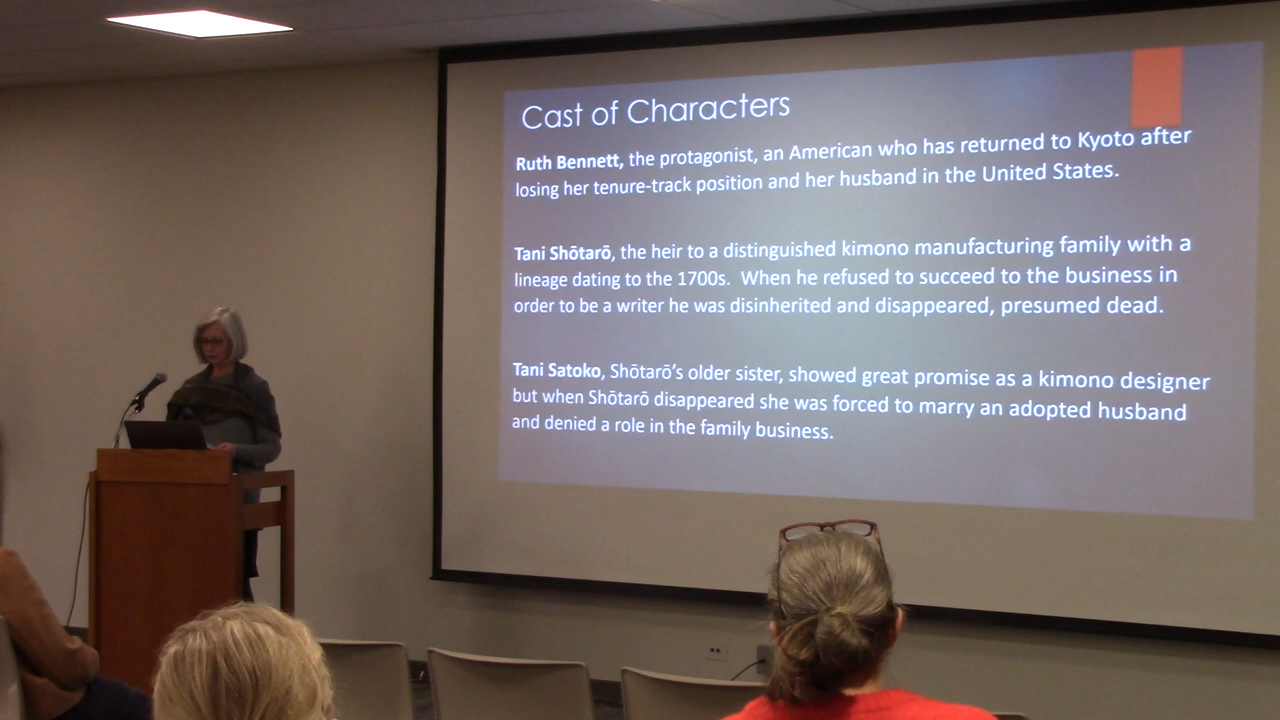 Cast of Characters
Ruth Bennett, the protagonist, an American who has returned to Kyoto after
losing her tenure-track position and her husband in the United States.
Tani Shōtarō, the heir to a distinguished kimono manufacturing family with a
lineage dating to the 1700s. When he refused to succeed to the business in
order to be a writer he was disinherited and disappeared, presumed dead.
Tani Satoko, Shōtarō's older sister, showed great promise as a kimono designer
but when Shōtarō disappeared she was forced to marry an adopted husband
and denied a role in the family business.